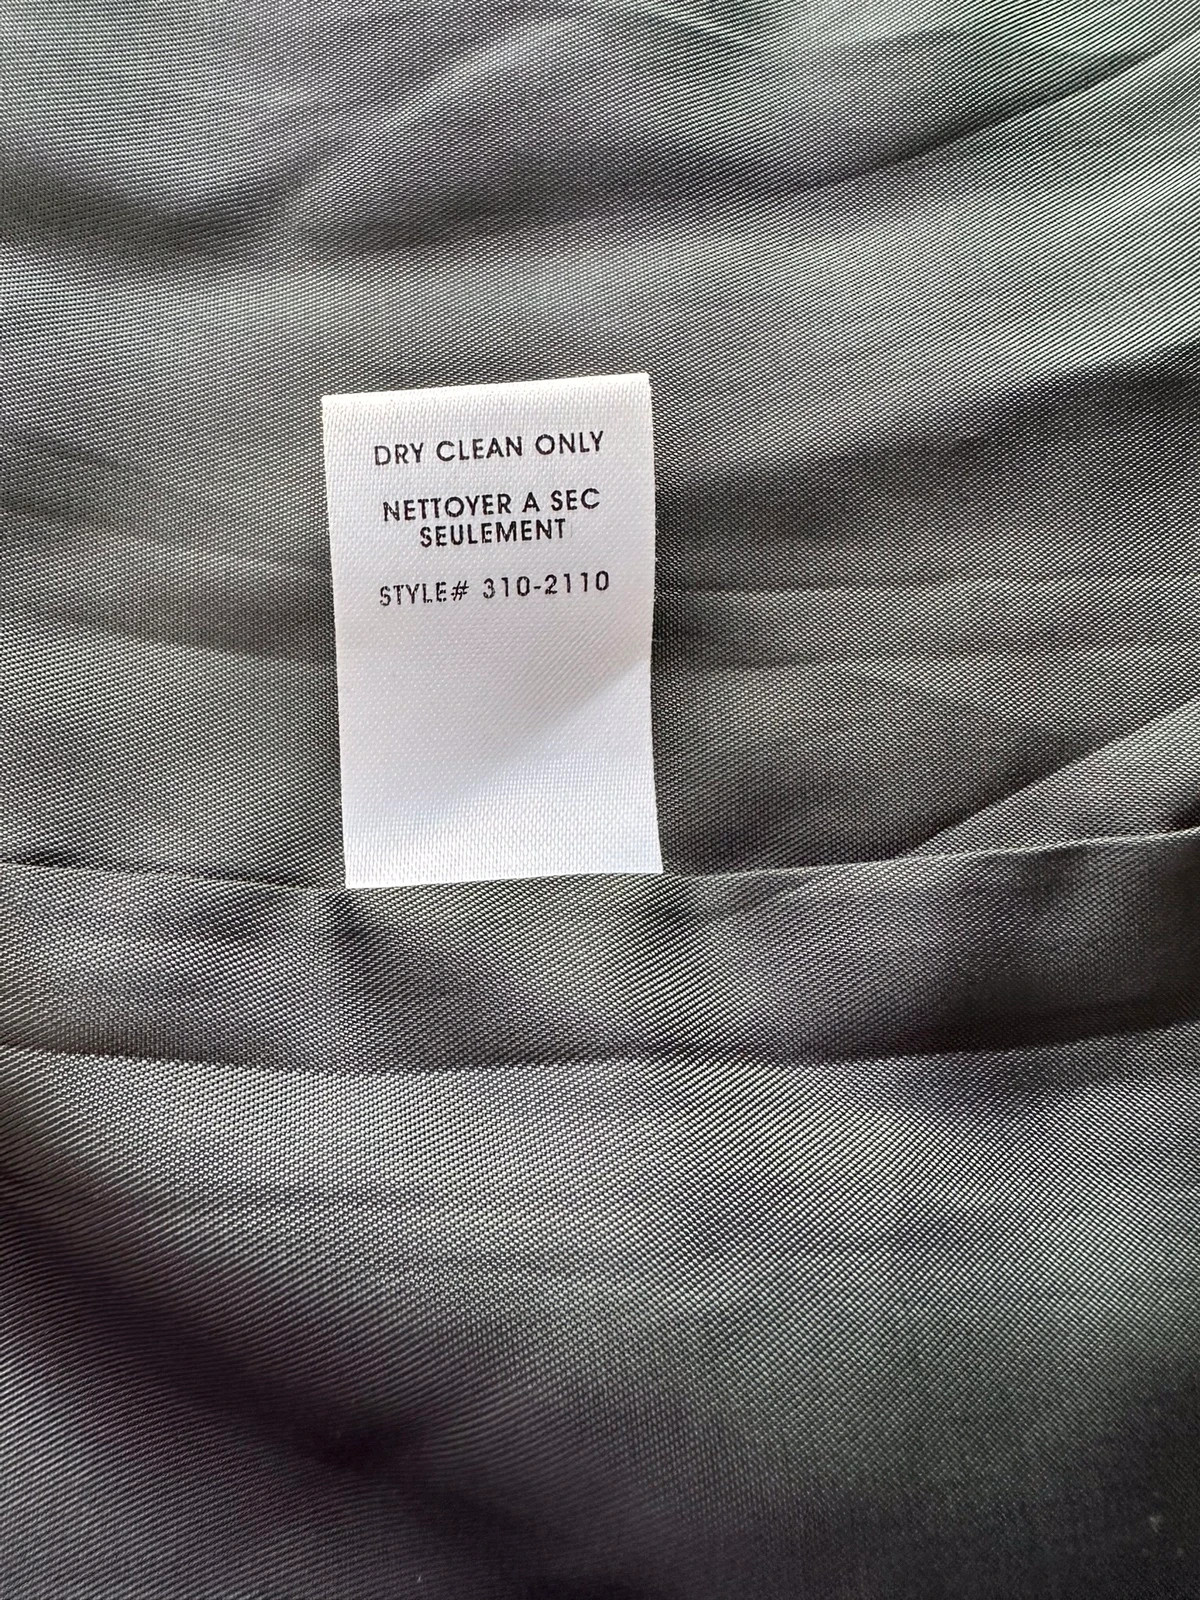 DRY CLEAN ONLY
NETTOYER A SEC
SEULEMENT
STYLE# 310-2110